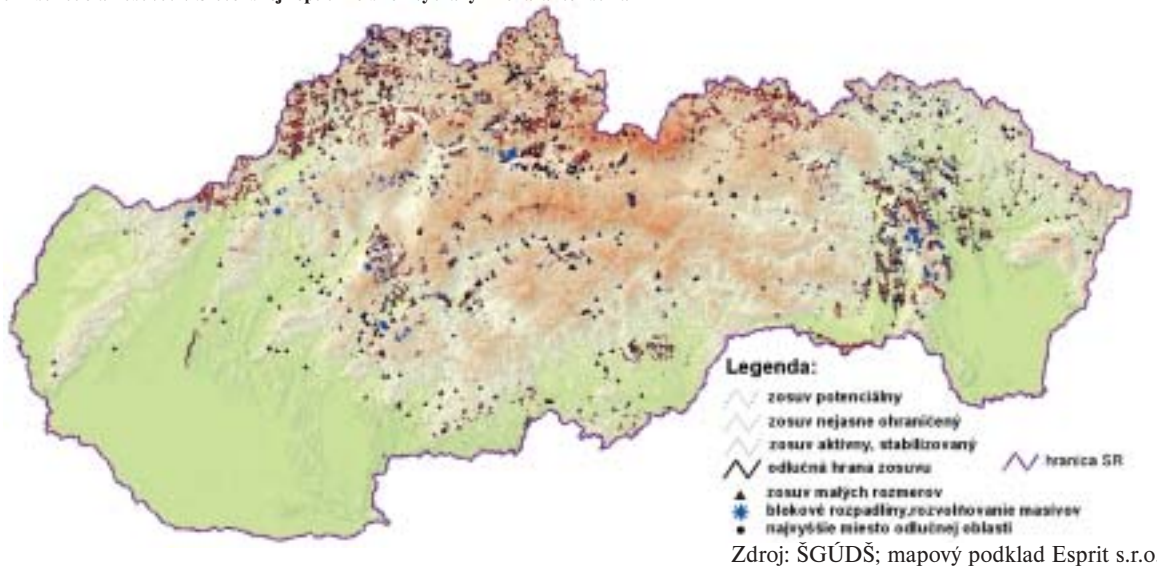 Legenda:
zosuv potenciálny
zosuv nejasne ohraničený
zosuv aktívny, stabilizovaný
odlučná hrana zosuvu
hranica SR
zosuv malých rozmerov
blokové rozpadliny,rozvolňovanie masívov
najvyššie miesto odlučnej oblasti
Zdroj: ŠGÚDŠ; mapový podklad Esprit s.r.o